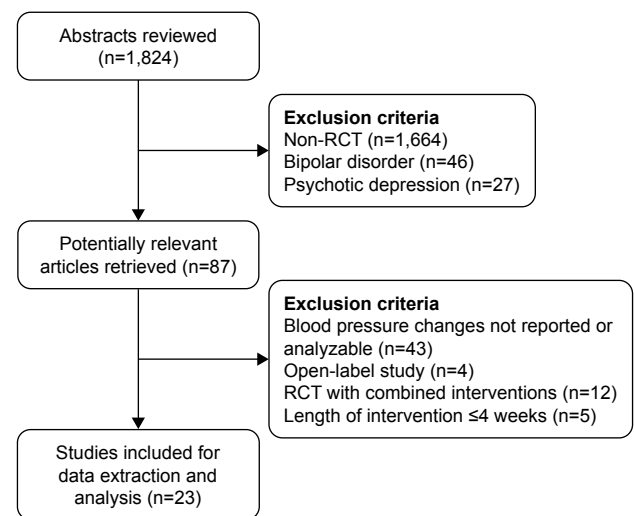 Abstracts reviewed
(n=1,824)
Exclusion criteria
Non-RCT (n=1,664)
Bipolar disorder (n=46)
Psychotic depression (n=27)
Potentially relevant
articles retrieved (n=87)
Exclusion criteria
Blood pressure changes not reported or
analyzable (n=43)
Open-label study (n=4)
RCT with combined interventions (n=12)
Length of intervention ≤4 weeks (n=5)
Studies included for
data extraction and
analysis (n=23)